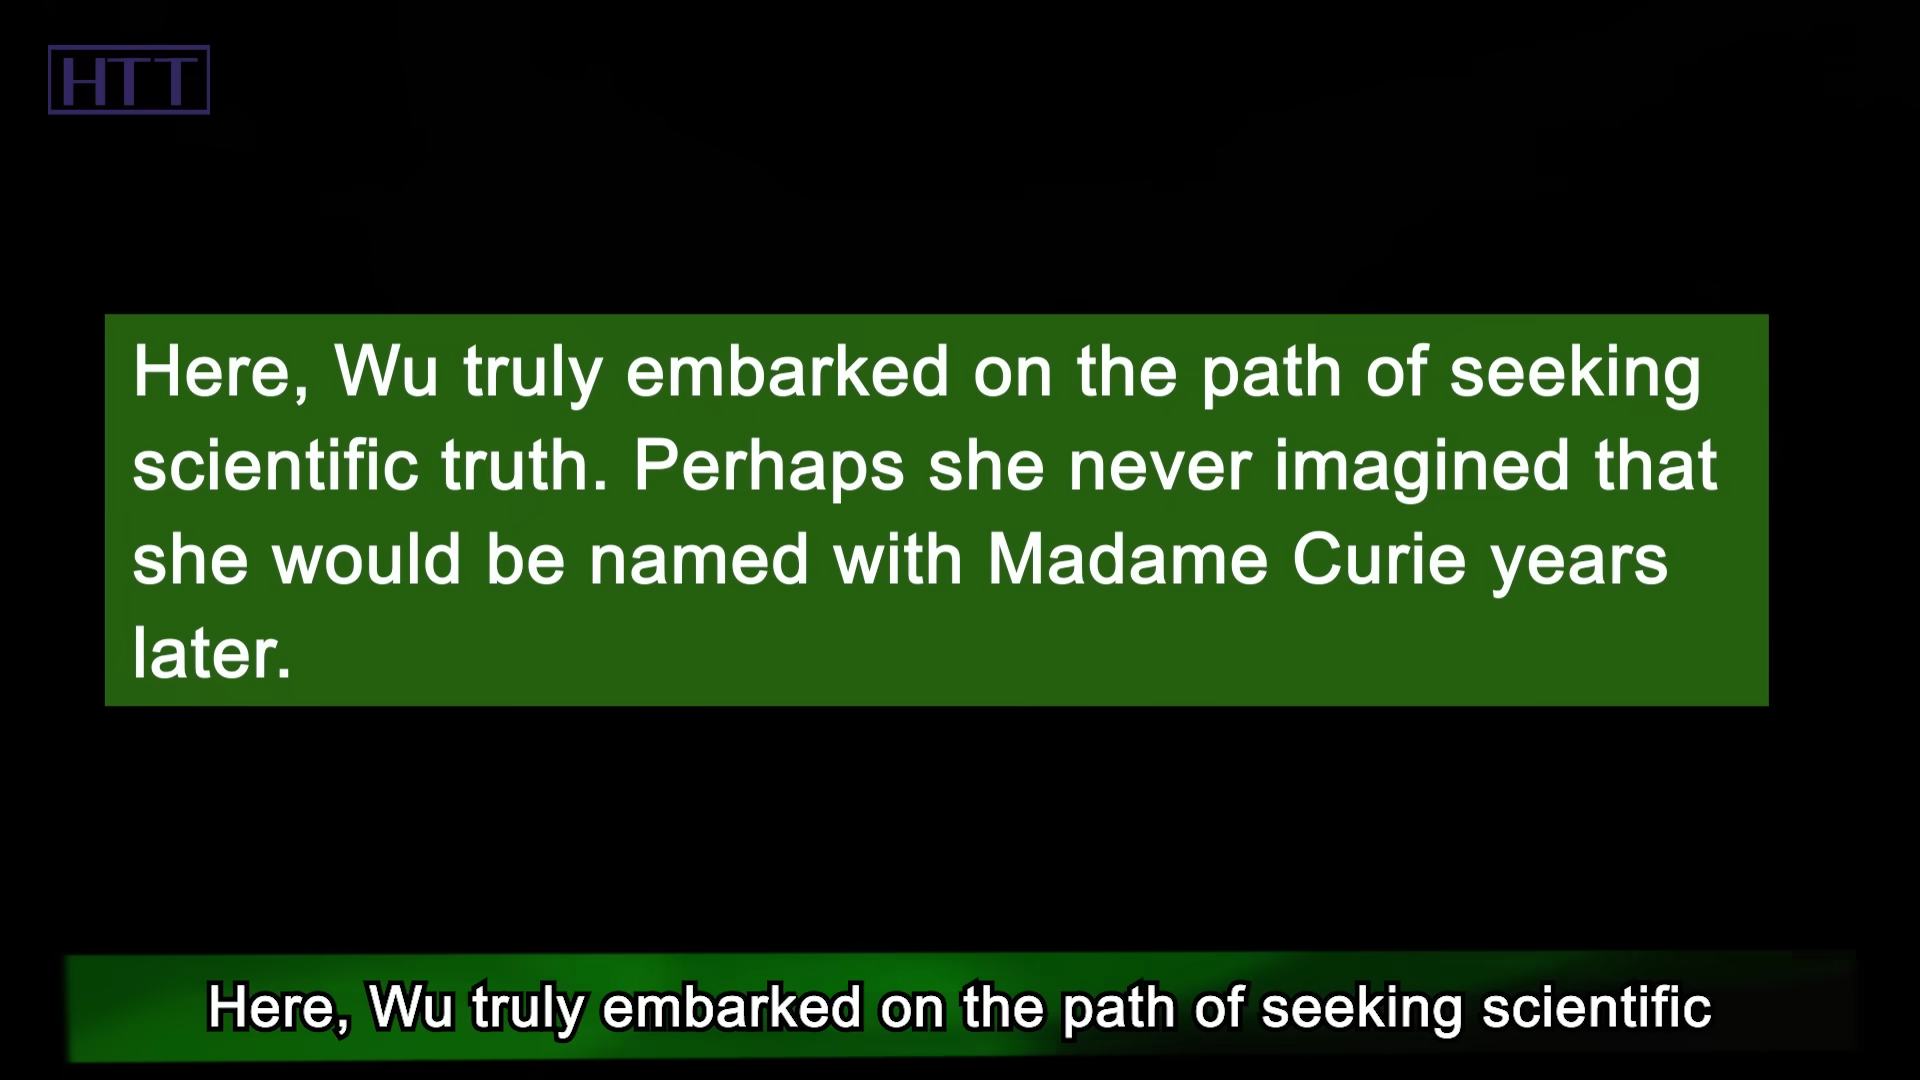 HTT
Here, Wu truly embarked on the path of seeking
scientific truth. Perhaps she never imagined that
she would be named with Madame Curie years
later.
Here, Wu truly embarked on the path of seeking scientific